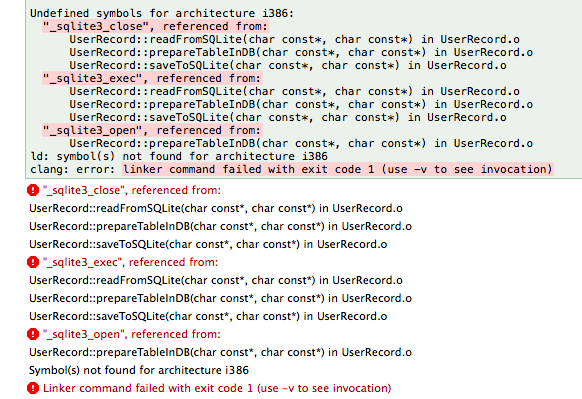 Undefined symbols for architecture i386:
"_sqlite3_close", referenced from:
UserRecord::readFromSQLite(char const*, char const*) in UserRecord.o
UserRecord::prepareTableInDB(char const*, char const*) in UserRecord.o
UserRecord::saveToSQLite(char const*, char const*) in UserRecord.o
"_sqlite3_exec", referenced from:
UserRecord::readFromSQLite(char const*, char const*) in UserRecord.o
UserRecord::prepareTableInDB(char const*, char const*) in UserRecord.o
UserRecord::saveToSQLite(char const*, char const*) in UserRecord.o
"_sqlite3_open", referenced from:
UserRecord::prepareTableInDB(char const*, char const*) in UserRecord.o
ld: symbol(s) not found for architecture i386
clang: error: linker command failed with exit code 1 (use -v to see invocation)
"_sqlite3_close", referenced from:
UserRecord::readFromSQLite(char const*, char const*) in UserRecord.o
UserRecord::prepareTableInDB(char const*, char const*) in UserRecord.o
UserRecord::saveToSQLite(char const*, char const*) in UserRecord.o
"_sqlite3_exec", referenced from:
UserRecord::readFromSQLite(char const*, char const*) in UserRecord.o
UserRecord::prepareTableInDB(char const*, char const*) in UserRecord.o
UserRecord::saveToSQLite(char const*, char const*) in UserRecord.o
"_sqlite3_open", referenced from:
UserRecord::prepareTableInDB(char const*, char const*) in UserRecord.o
Symbol(s) not found for architecture i386
Linker command failed with exit code 1 (use -v to see invocation)